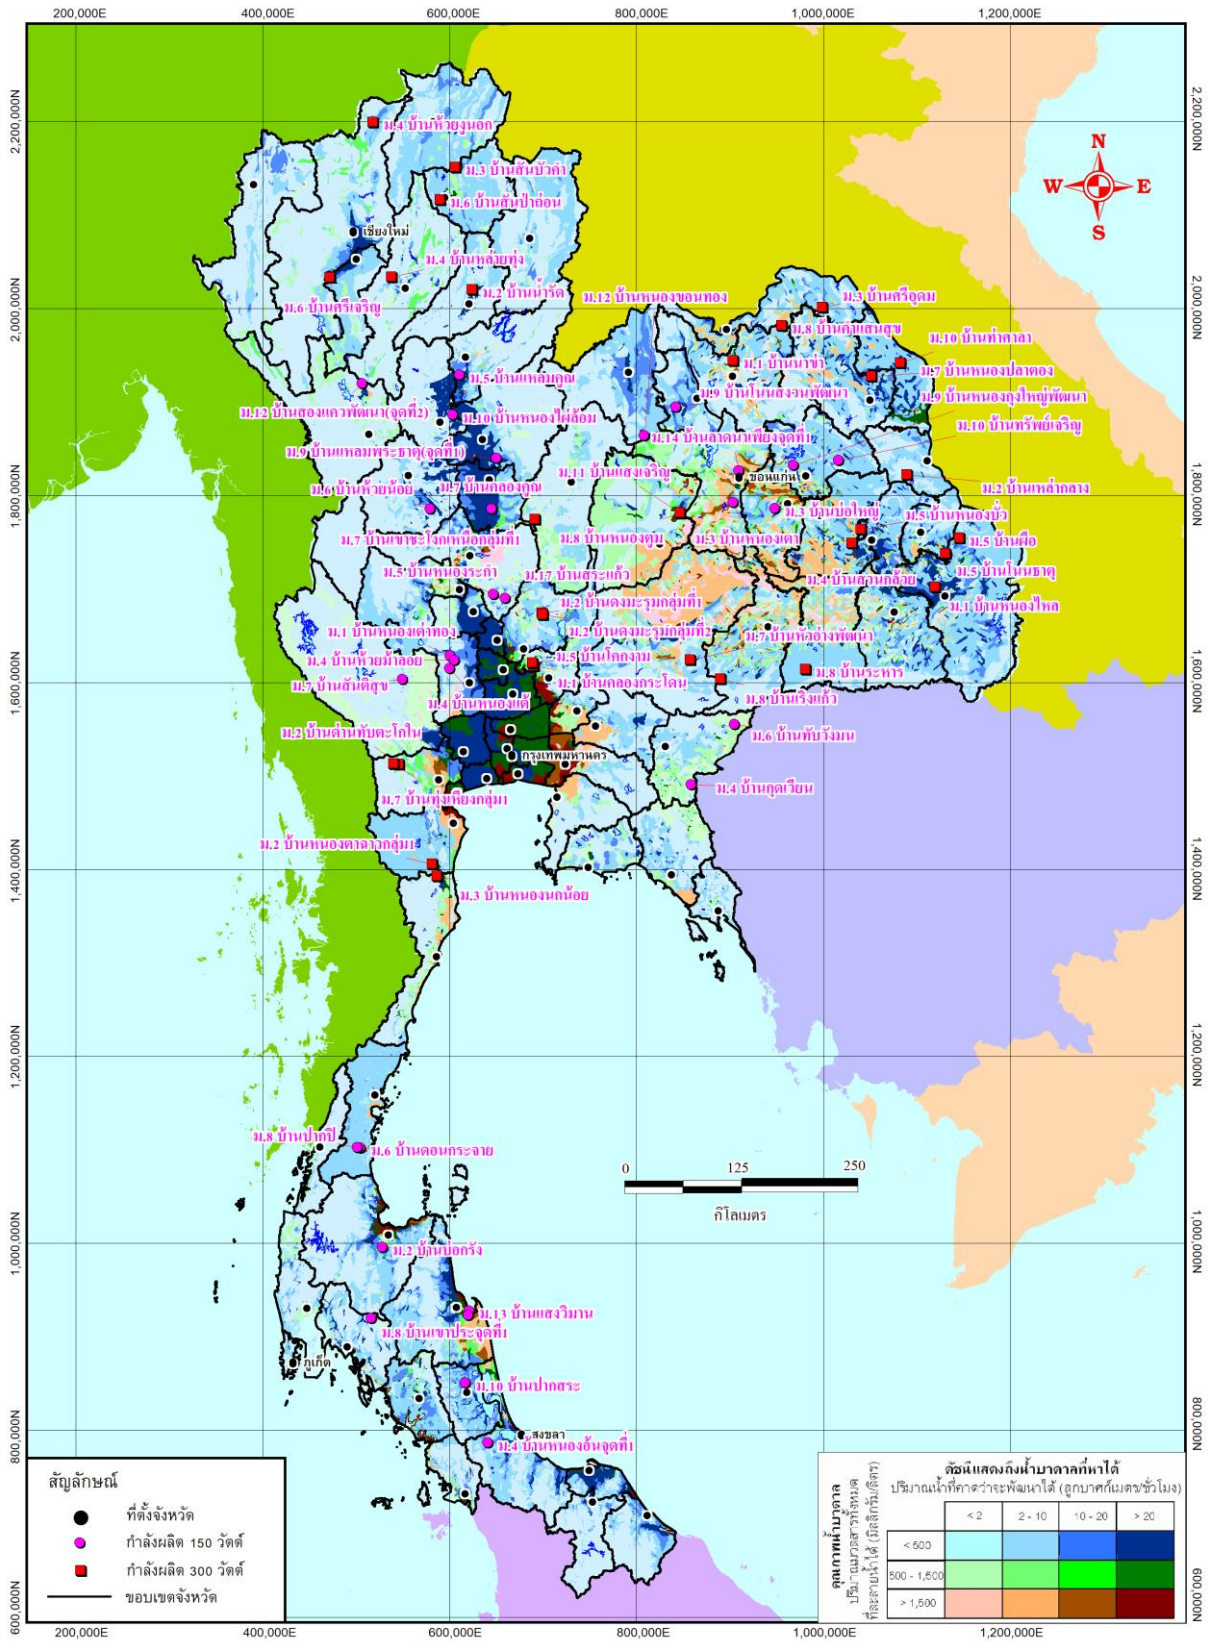 200,000E 400,000E 600,000E 800,000E 1,000,000E 1,200,000E
2,200,000N 2,200,000N
2,000,000N 2,000,000N
1,800,000N 1,800,000N
1,600,000N 1,600,000N
1,400,000N 1,400,000N
1,200,000N 1,200,000N
1,000,000N 1,000,000N
800,000N 800,000N
600,000N 600,000N
N
W E
S
ม.4 บ้านห้วยงูนอก
ม.3 บ้านสันบัวคำ
ม.6 บ้านสันป่าถ่อน
เชียงใหม่
ม.4 บ้านหล่ายทุ่ง
ม.2 บ้านน้ำรัด
ม.6 บ้านศรีเจริญ
ม.12 บ้านหนองขอนทอง
ม.3 บ้านศรีอุดม
ม.8 บ้านคำแสนสุข
ม.10 บ้านท่าศาลา
ม.1 บ้านนาข่า
ม.7 บ้านหนองปลาตอง
ม.5 บ้านแหลมคูณ
ม.9 บ้านโนนสงวนพัฒนา
ม.9 บ้านหนองกุงใหญ่พัฒนา
ม.12 บ้านสองแควพัฒนา(จุดที่2)
ม.10 บ้านหนองไผ่ล้อม
ม.10 บ้านทรัพย์เจริญ
ม.14 บ้านลาดนาเพียงจุดที่1
ม.9 บ้านแหลมพระธาตุ(จุดที่1)
ม.11 บ้านแสงเจริญ
ขอนแก่น
ม.6 บ้านห้วยน้อย
ม.7 บ้านคลองคูณ
ม.2 บ้านเหล่ากลาง
ม.3 บ้านบ่อใหญ่
ม.5 บ้านหนองบั่ว
ม.7 บ้านเขาชะโงกเหนือกลุ่มที่1
ม.8 บ้านหนองตูม
ม.3 บ้านหนองเตา
ม.5 บ้านผือ
ม.5 บ้านหนองระกำ
ม.17 บ้านสระแก้ว
ม.4 บ้านสวนกล้วย
ม.5 บ้านโนนธาตุ
ม.2 บ้านดงมะรุมกลุ่มที่1
ม.1 บ้านหนองไหล
ม.1 บ้านหนองเต่าทอง
ม.2 บ้านดงมะรุมกลุ่มที่2
ม.7 บ้านหัวอ่างพัฒนา
ม.4 บ้านห้วยม้าลอย
ม.5 บ้านโคกงาม
ม.8 บ้านระหาร
ม.7 บ้านสันติสุข
ม.1 บ้านคลองกระโดน
ม.4 บ้านหนองแต้
ม.8 บ้านเริงแก้ว
ม.2 บ้านด่านทับตะโกใน
ม.6 บ้านทับวังมน
กรุงเทพมหานคร
ม.4 บ้านกุดเวียน
ม.7 บ้านทุ่งเหียงกลุ่ม1
ม.2 บ้านหนองตาฉาวกลุ่ม1
ม.3 บ้านหนองนกน้อย
ม.8 บ้านปากปิ
ม.6 บ้านดอนกระจาย
0 125 250
กิโลเมตร
ม.2 บ้านบ่อกรัง
ม.13 บ้านแสงวิมาน
ม.8 บ้านเขาประจุดที่1
ภูเก็ต
ม.10 บ้านปากสระ
สงขลา
ม.4 บ้านหนองอ้นจุดที่1
สัญลักษณ์
ที่ตั้งจังหวัด
กำลังผลิต 150 วัตต์
กำลังผลิต 300 วัตต์
ขอบเขตจังหวัด
ดัชนีแสดงถึงน้ำบาดาลที่หาได้
ปริมาณน้ำที่คาดว่าจะพัฒนาได้ (ลูกบาศก์เมตร/ชั่วโมง)
< 2 2 - 10 10 - 20 > 20
คุณภาพน้ำบาดาล
ปริมาณมวลสารทั้งหมด
ที่ละลายน้ำได้ (มิลลิกรัม/ลิตร)
< 500
500 - 1,500
> 1,500
200,000E 400,000E 600,000E 800,000E 1,000,000E 1,200,000E